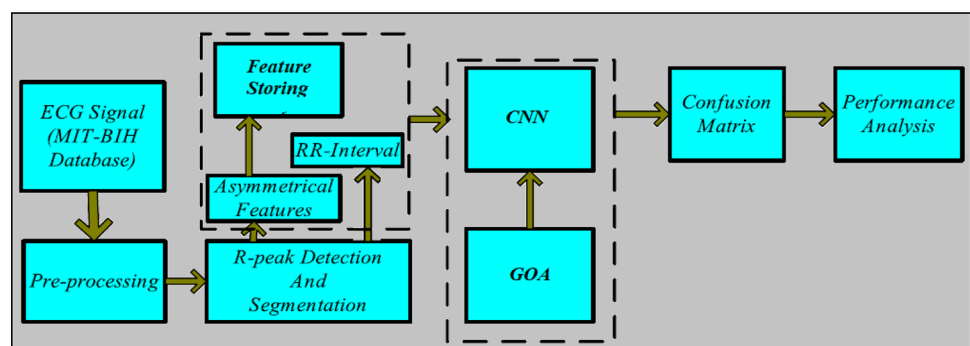 ECG Signal
(MIT-BIH
Database)
Pre-processing
R-peak Detection
And
Segmentation
Asymmetrical
Features
RR-Interval
Feature
Storing
CNN
GOA
Confusion
Matrix
Performance
Analysis